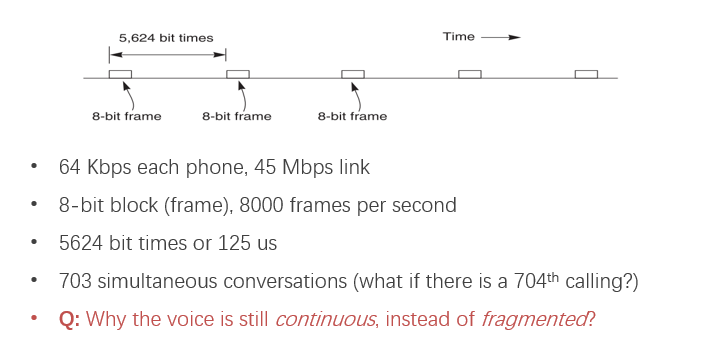 5,624 bit times
Time
8-bit frame 8-bit frame 8-bit frame
• 64 Kbps each phone, 45 Mbps link
• 8-bit block (frame), 8000 frames per second
• 5624 bit times or 125 us
• 703 simultaneous conversations (what if there is a 704th calling?)
• Q: Why the voice is still continuous, instead of fragmented?